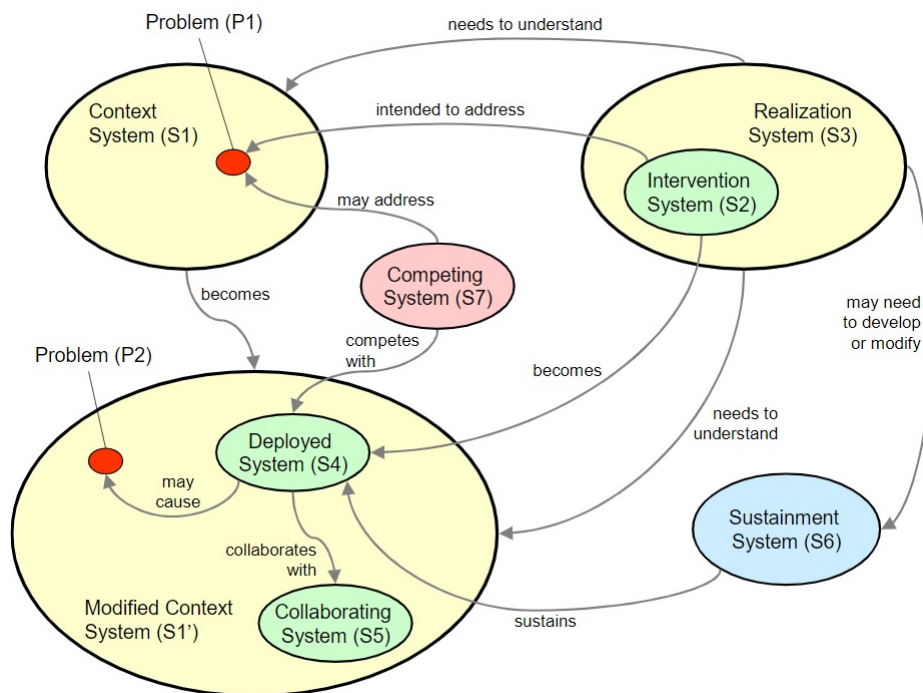 Problem (P1)
needs to understand
Context
System (S1)
intended to address
Realization
System (S3)
Intervention
System (S2)
may address
Competing
System (S7)
becomes
may need
to develop
or modify
Problem (P2)
competes
with
becomes
needs to
understand
Deployed
System (S4)
may
cause
Sustainment
System (S6)
collaborates
with
Modified Context
System (S1’)
Collaborating
System (S5)
sustains